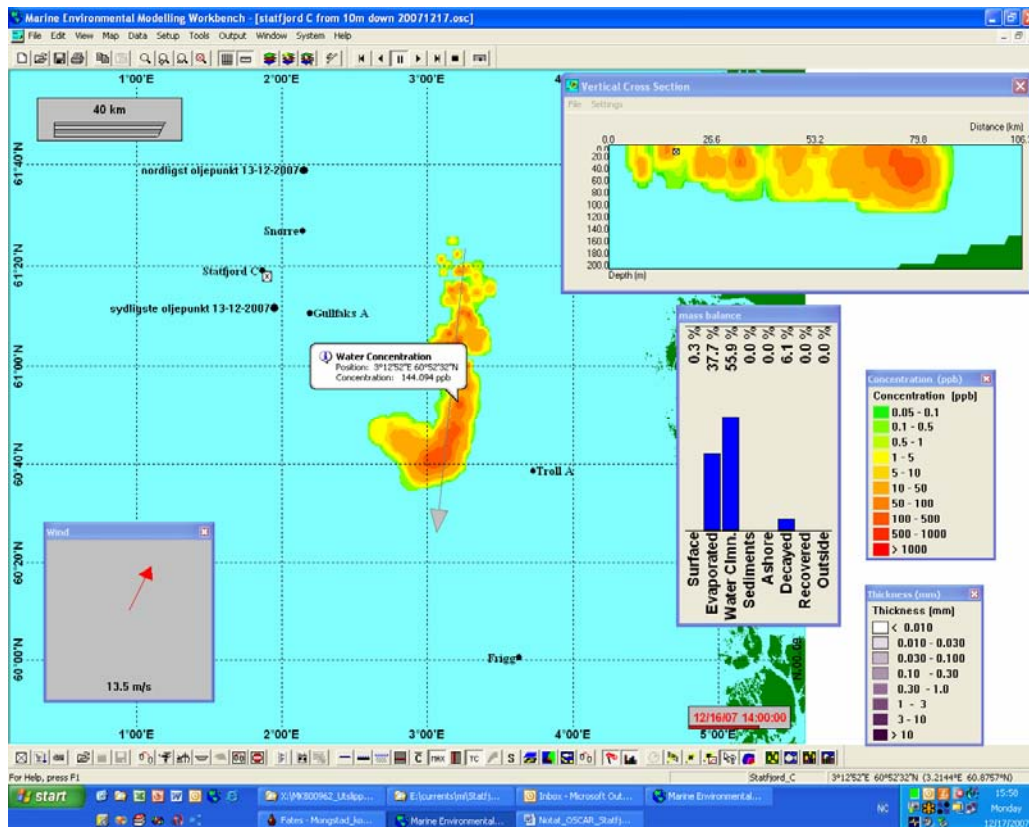 Marine Environmental Modelling Workbench - [statfjord C from 10m down 20071217.osc]
File Edit View Map Data Setup Tools Output Window System Help
1°00'E 2°00'E 3°00'E 4
40 km
61°40'N
61°20'N
61°00'N
60°40'N
60°20'N
60°00'N
nordligst oljepunkt 13-12-2007
Snorre
Statfjord C
sydligste oljepunkt 13-12-2007
Gullfaks A
Water Concentration
Position: 3°12'52"E 60°52'32"N
Concentration: 144.094 ppb
Troll A
Frigg
Wind
13.5 m/s
Vertical Cross Section
File Settings
Distance (km)
0.0 26.6 53.2 79.8 106.
20.0
40.0
60.0
80.0
100.0
120.0
140.0
160.0
180.0
200.0
Depth (m)
mass balance
0.3 %
37.7 %
55.9 %
0.0 %
0.0 %
6.1 %
0.0 %
0.0 %
Surface
Evaporated
Water Clmn.
Sediments
Ashore
Decayed
Recovered
Outside
Concentration (ppb)
Concentration [ppb]
0.05 - 0.1
0.1 - 0.5
0.5 - 1
1 - 5
5 - 10
10 - 50
50 - 100
100 - 500
500 - 1000
> 1000
Thickness (mm)
Thickness [mm]
< 0.010
0.010 - 0.030
0.030 - 0.100
0.10 - 0.30
0.30 - 1.0
1 - 3
3 - 10
> 10
12/16/07 14:00:00
1°00'E 2°00'E 3°00'E 4°00'E 5°00'E
For Help, press F1
Statfjord_C 3°12'52"E 60°52'32"N (3.2144°E 60.8757°N)
start
X:\MK800962_Utslipp...
E:\currents\ml\Statfj...
Inbox - Microsoft Out...
Marine Environmental...
NO
15:50
Monday
12/17/2007
Fates - Mongstad_ko...
Marine Environmental...
Notat_OSCAR_Statfj...